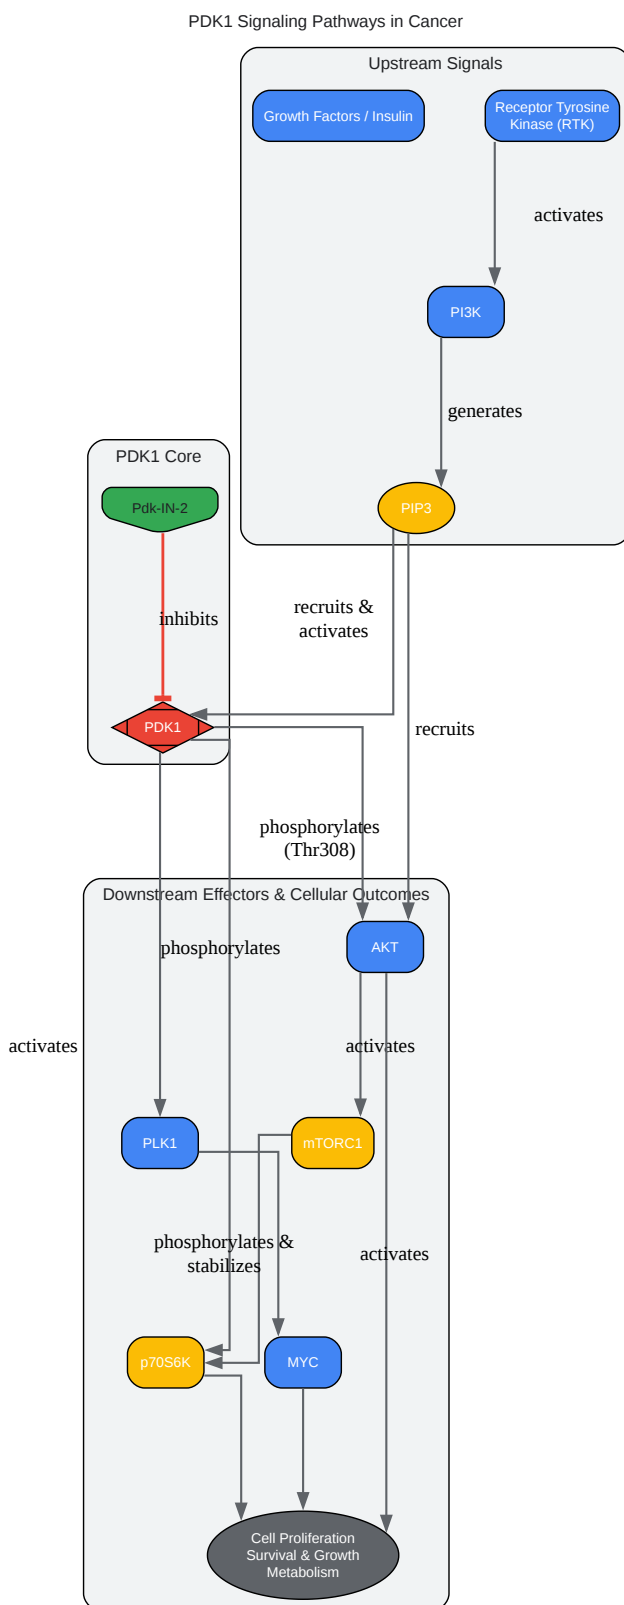 PDK1 Signaling Pathways in Cancer
Upstream Signals
Growth Factors / Insulin
Receptor Tyrosine
Kinase (RTK)
activates
PI3K
generates
PDK1 Core
Pdk-IN-2
PIP3
inhibits
recruits &
activates
PDK1
recruits
phosphorylates
(Thr308)
Downstream Effectors & Cellular Outcomes
phosphorylates
AKT
activates
activates
PLK1
mTORC1
phosphorylates &
stabilizes
activates
p70S6K
MYC
Cell Proliferation
Survival & Growth
Metabolism